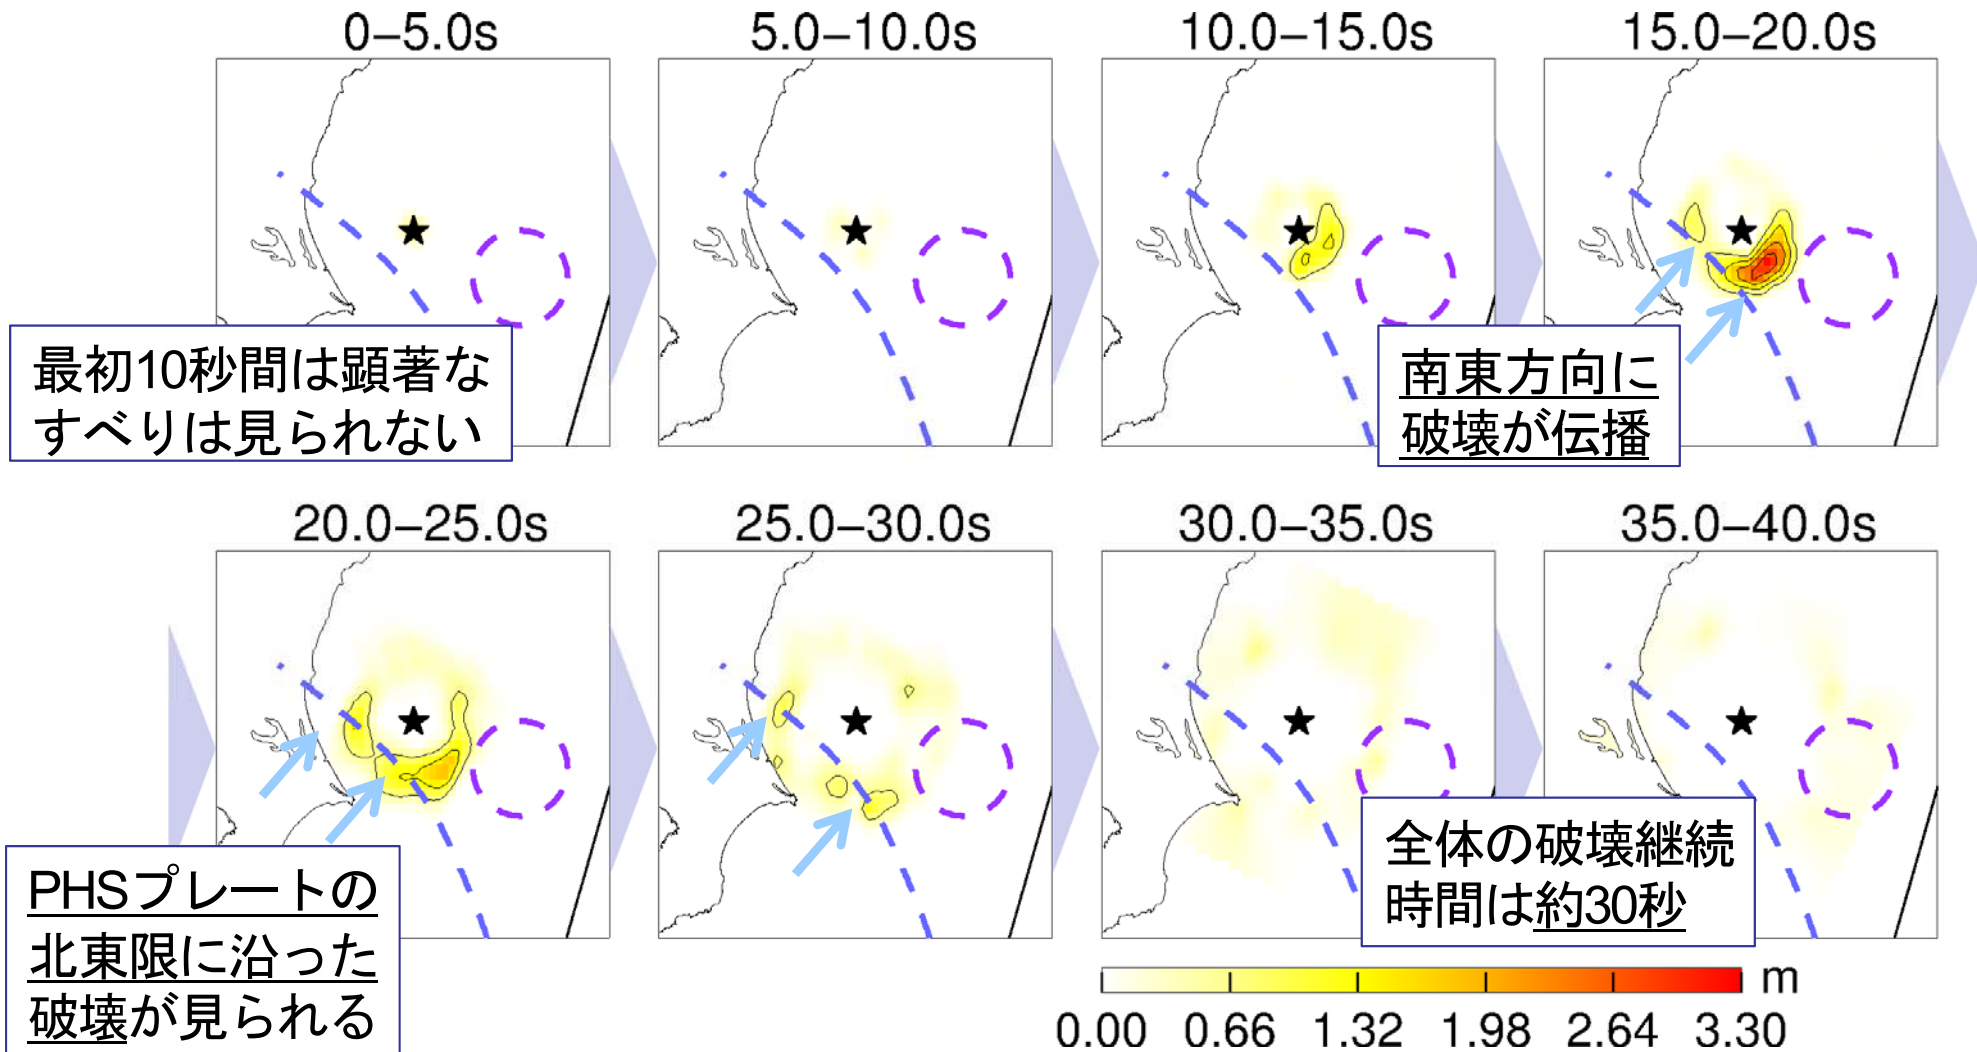 0–5.0s
5.0–10.0s
10.0–15.0s
15.0–20.0s
最初10秒間は顕著な
すべりは見られない
南東方向に
破壊が伝播
20.0–25.0s
25.0–30.0s
30.0–35.0s
35.0–40.0s
PHSプレートの
北東限に沿った
破壊が見られる
全体の破壊継続
時間は約30秒
m
0.00 0.66 1.32 1.98 2.64 3.30